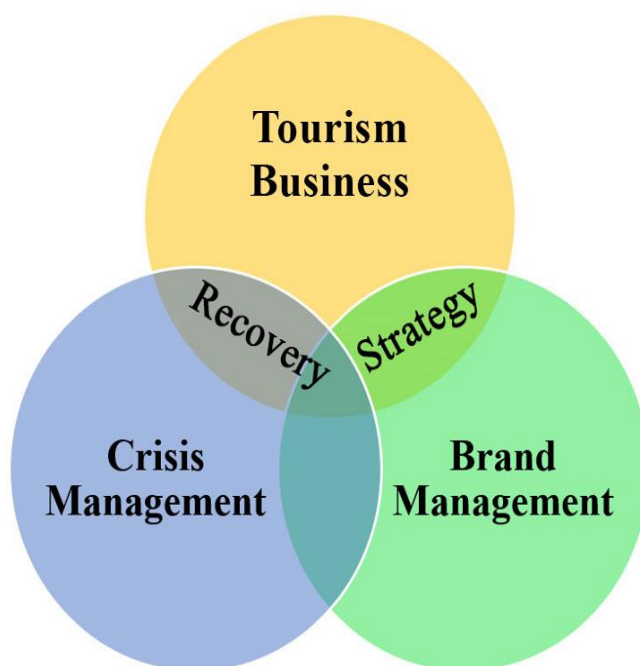 Tourism
Business
Recovery
Strategy
Crisis
Management
Brand
Management